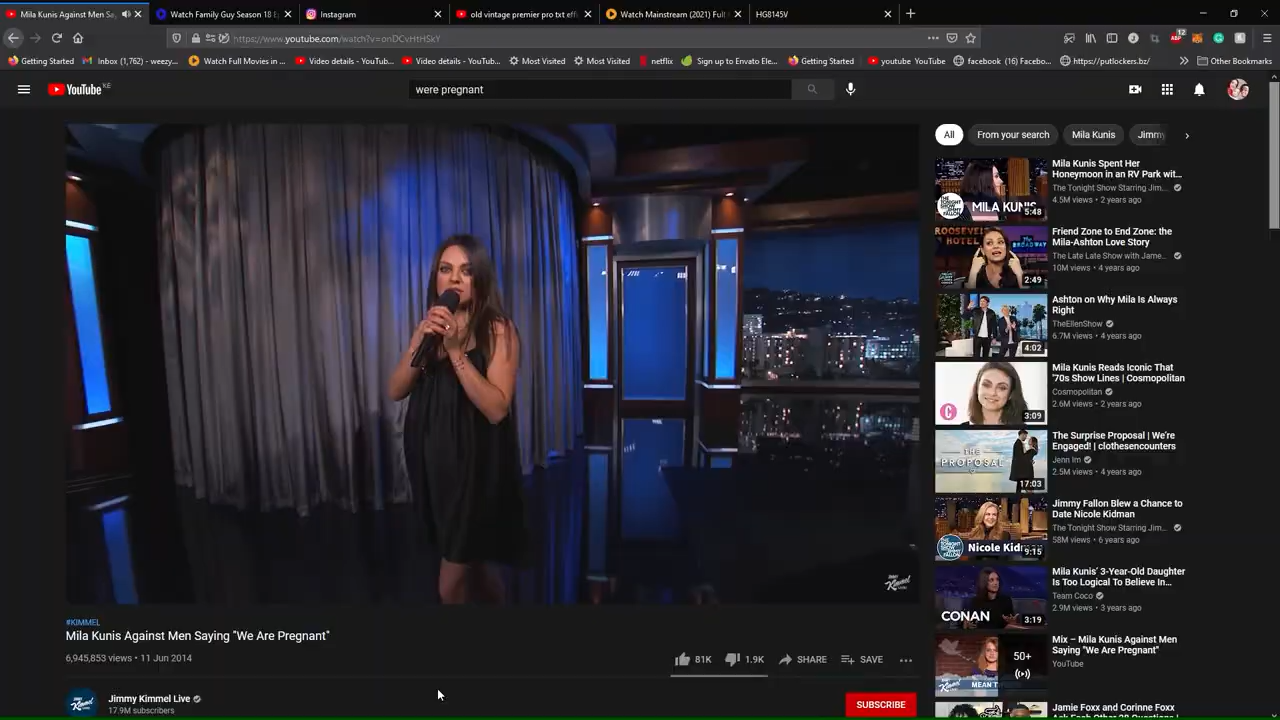 Mila Kunis Against Men Sa
Watch Family Guy Season 18 E
Instagram
old vintage premier pro txt eff
Watch Mainstream (2021) Full
HG8145V
https://www.youtube.com/watch?v=onDCvHtHSkY
Getting Started
Inbox (1,762) - weezy...
Watch Full Movies in ...
Video details - YouTub...
Video details - YouTub...
Most Visited
Most Visited
netflix
Sign up to Envato Ele...
Getting Started
youtube YouTube
facebook (16) Facebo...
https://putlockers.bz/
Other Bookmarks
12
YouTube KE
were pregnant
All
From your search
Mila Kunis
Jimmy
Mila Kunis Spent Her
Honeymoon in an RV Park wit...
The Tonight Show Starring Jim...
4.5M views • 2 years ago
MILA KUNIS
5:48
Friend Zone to End Zone: the
Mila-Ashton Love Story
The Late Late Show with Jame...
10M views • 4 years ago
2:49
Ashton on Why Mila Is Always
Right
TheEllenShow
6.7M views • 4 years ago
4:02
Mila Kunis Reads Iconic That
'70s Show Lines | Cosmopolitan
Cosmopolitan
2.6M views • 2 years ago
C
3:09
The Surprise Proposal | We're
Engaged! | clothesencounters
Jenn Im
2.5M views • 4 years ago
THE
PROPOSAL
17:03
Jimmy Fallon Blew a Chance to
Date Nicole Kidman
The Tonight Show Starring Jim...
58M views • 6 years ago
Nicole Kidm
9:15
Mila Kunis' 3-Year-Old Daughter
Is Too Logical To Believe In...
Team Coco
2.9M views • 3 years ago
CONAN
3:19
Mix – Mila Kunis Against Men
Saying "We Are Pregnant"
YouTube
50+
MEAN T
Jamie Foxx and Corinne Foxx
#KIMMEL
Mila Kunis Against Men Saying "We Are Pregnant"
6,945,853 views • 11 Jun 2014
81K
1.9K
SHARE
SAVE
Jimmy Kimmel Live
17.9M subscribers
SUBSCRIBE